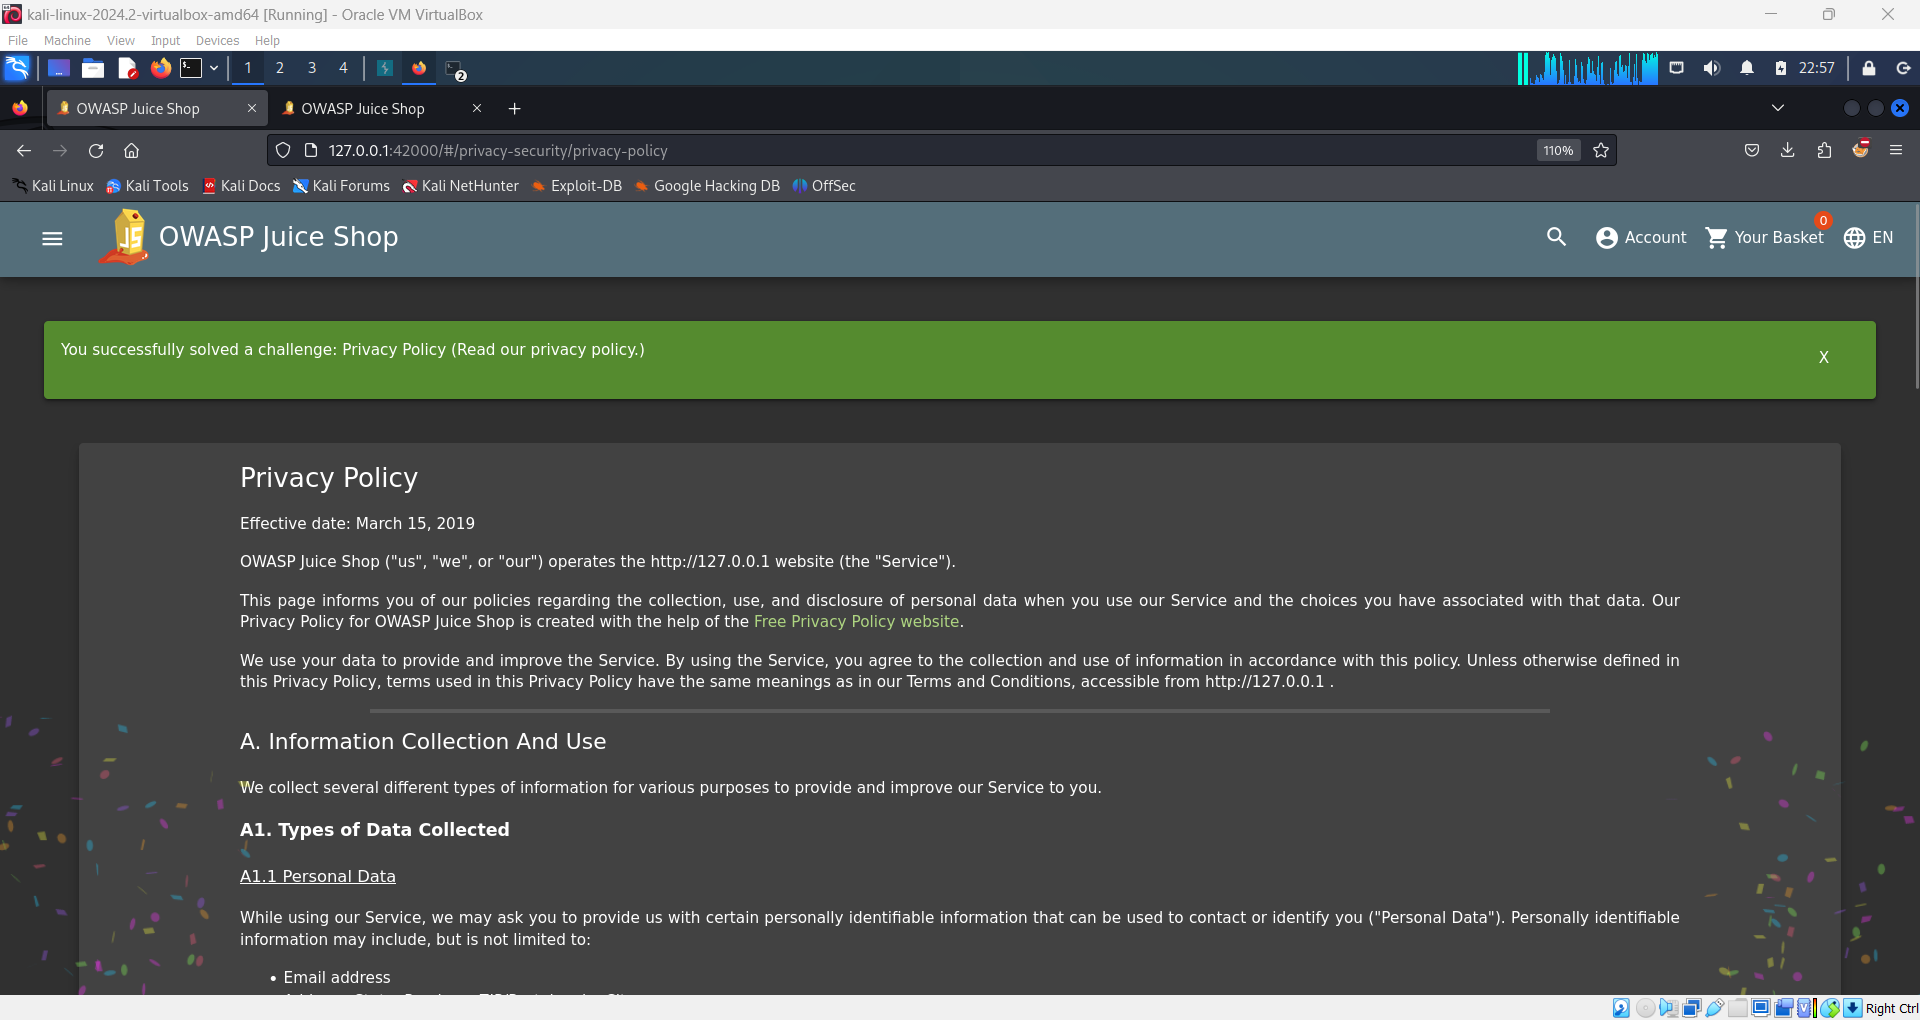 kali-linux-2024.2-virtualbox-amd64 [Running] - Oracle VM VirtualBox
File Machine View Input Devices Help
1 2 3 4 2 22:57
OWASP Juice Shop OWASP Juice Shop
127.0.0.1:42000/#/privacy-security/privacy-policy 110%
Kali Linux Kali Tools Kali Docs Kali Forums Kali NetHunter Exploit-DB Google Hacking DB OffSec
OWASP Juice Shop Account Your Basket 0 EN
You successfully solved a challenge: Privacy Policy (Read our privacy policy.)
X
Privacy Policy
Effective date: March 15, 2019
OWASP Juice Shop ("us", "we", or "our") operates the http://127.0.0.1 website (the "Service").
This page informs you of our policies regarding the collection, use, and disclosure of personal data when you use our Service and the choices you have associated with that data. Our
Privacy Policy for OWASP Juice Shop is created with the help of the Free Privacy Policy website.
We use your data to provide and improve the Service. By using the Service, you agree to the collection and use of information in accordance with this policy. Unless otherwise defined in
this Privacy Policy, terms used in this Privacy Policy have the same meanings as in our Terms and Conditions, accessible from http://127.0.0.1 .
A. Information Collection And Use
We collect several different types of information for various purposes to provide and improve our Service to you.
A1. Types of Data Collected
A1.1 Personal Data
While using our Service, we may ask you to provide us with certain personally identifiable information that can be used to contact or identify you ("Personal Data"). Personally identifiable
information may include, but is not limited to:
• Email address
Right Ctrl